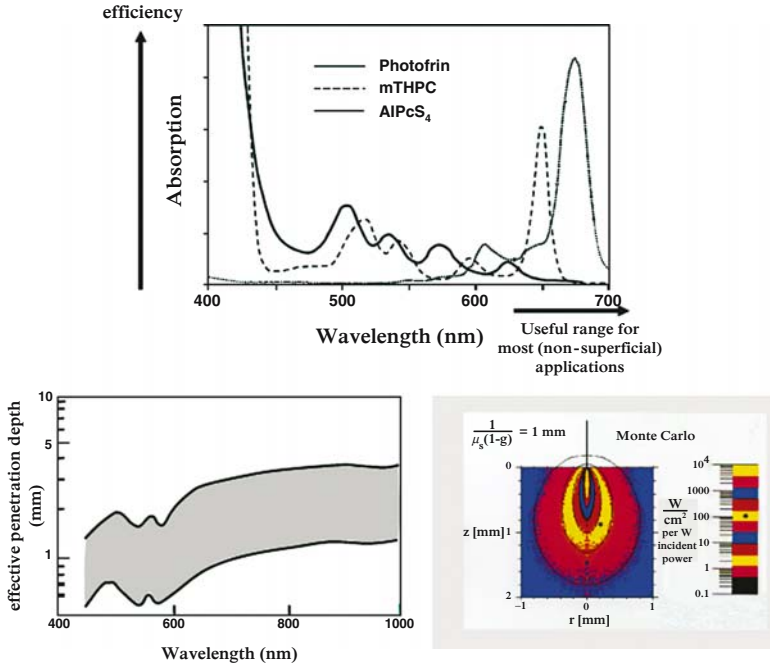 efficiency
Absorption
Photofrin
mTHPC
AlPcS4
400 500 600 700
Wavelength (nm)
Useful range for
most (non-superficial)
applications
effective penetration depth
(mm)
10
5
1
400 600 800 1000
Wavelength (nm)
1/μs(1-g) = 1 mm
Monte Carlo
0
z [mm] 1
2
−1 0 1
r [mm]
W/cm2
per W
incident
power
10^4
1000
100
10
1
0.1